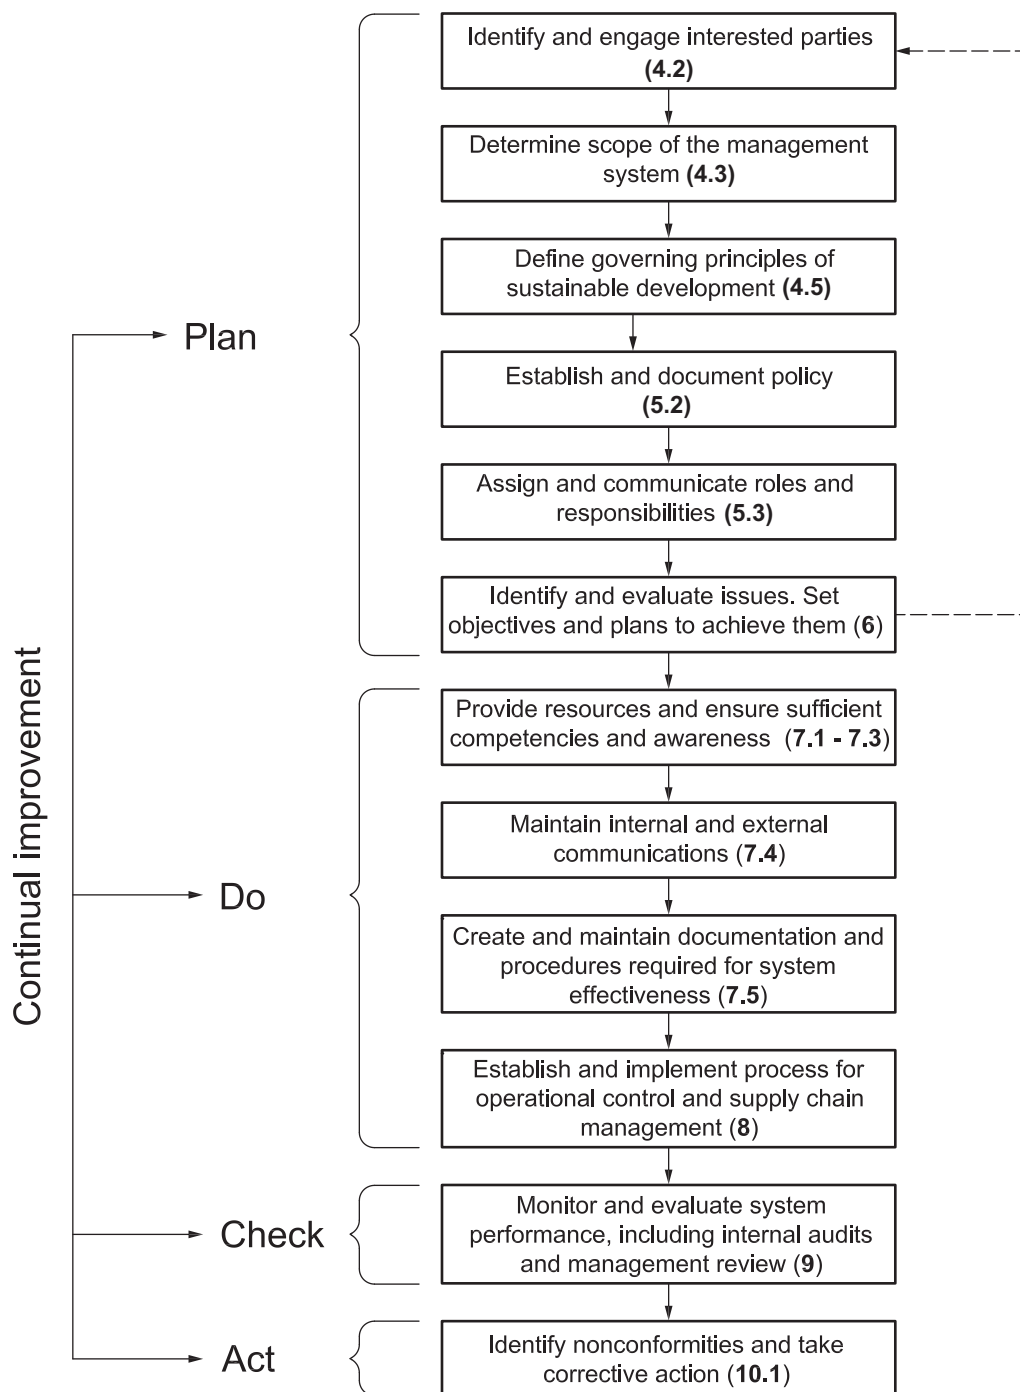 Identify and engage interested parties
(4.2)
Determine scope of the management
system (4.3)
Define governing principles of
sustainable development (4.5)
Plan
Establish and document policy
(5.2)
Assign and communicate roles and
responsibilities (5.3)
Identify and evaluate issues. Set
objectives and plans to achieve them (6)
Continual improvement
Provide resources and ensure sufficient
competencies and awareness (7.1 - 7.3)
Maintain internal and external
communications (7.4)
Do
Create and maintain documentation and
procedures required for system
effectiveness (7.5)
Establish and implement process for
operational control and supply chain
management (8)
Check
Monitor and evaluate system
performance, including internal audits
and management review (9)
Act
Identify nonconformities and take
corrective action (10.1)